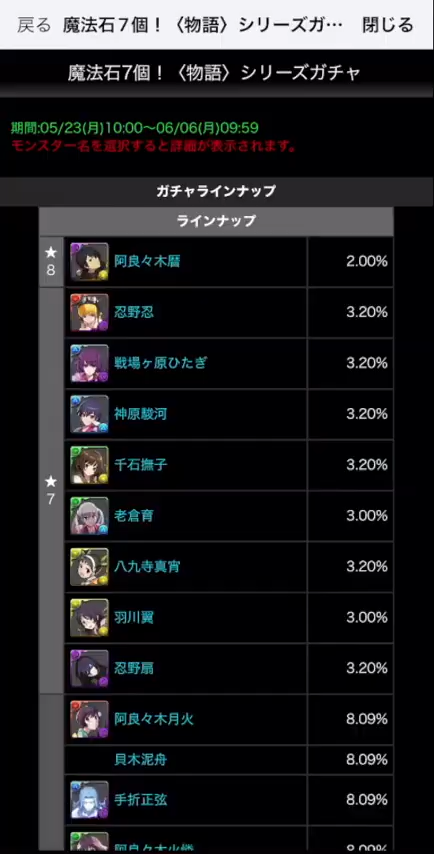 戻る 魔法石7個！〈物語〉シリーズガ… 閉じる
魔法石7個！〈物語〉シリーズガチャ
期間:05/23(月)10:00～06/06(月)09:59
モンスター名を選択すると詳細が表示されます。
ガチャラインナップ
ラインナップ
★8 阿良々木暦 2.00%
忍野忍 3.20%
戦場ヶ原ひたぎ 3.20%
神原駿河 3.20%
千石撫子 3.20%
★7 老倉育 3.00%
八九寺真宵 3.20%
羽川翼 3.00%
忍野扇 3.20%
阿良々木月火 8.09%
貝木泥舟 8.09%
手折正弦 8.09%
阿良々木火憐 8.09%